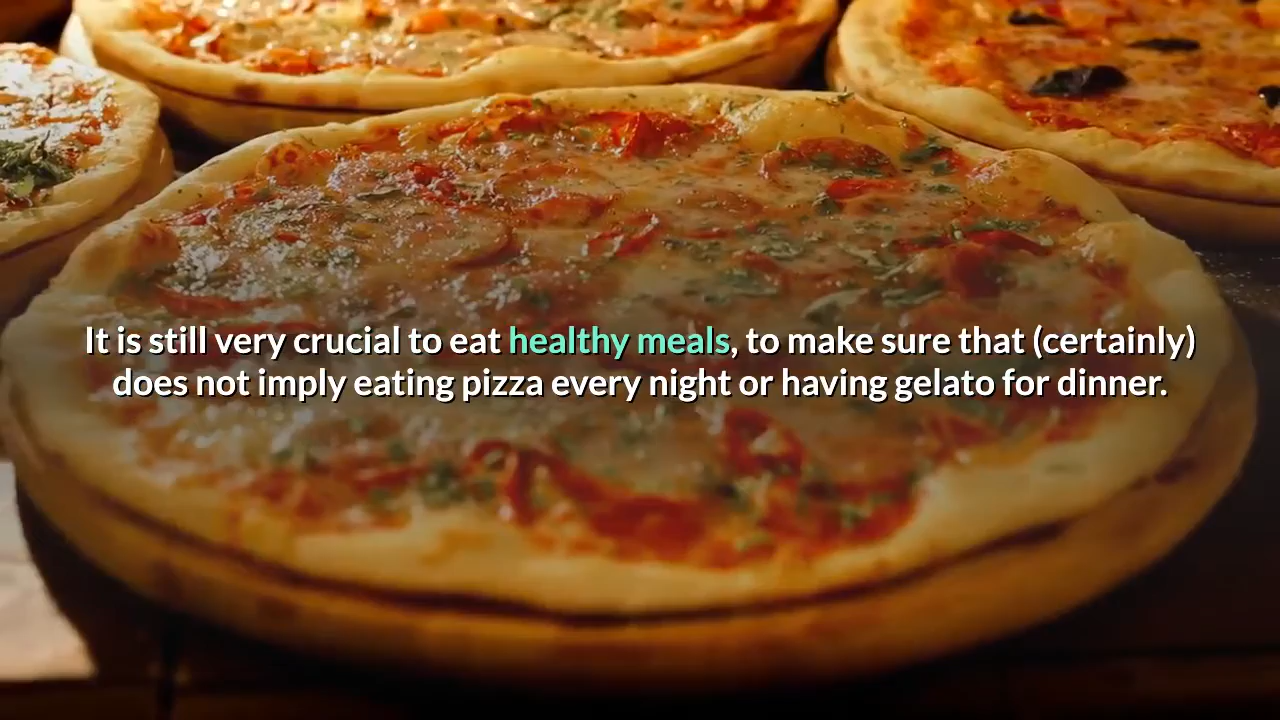 It is still very crucial to eat healthy meals, to make sure that (certainly)
does not imply eating pizza every night or having gelato for dinner.